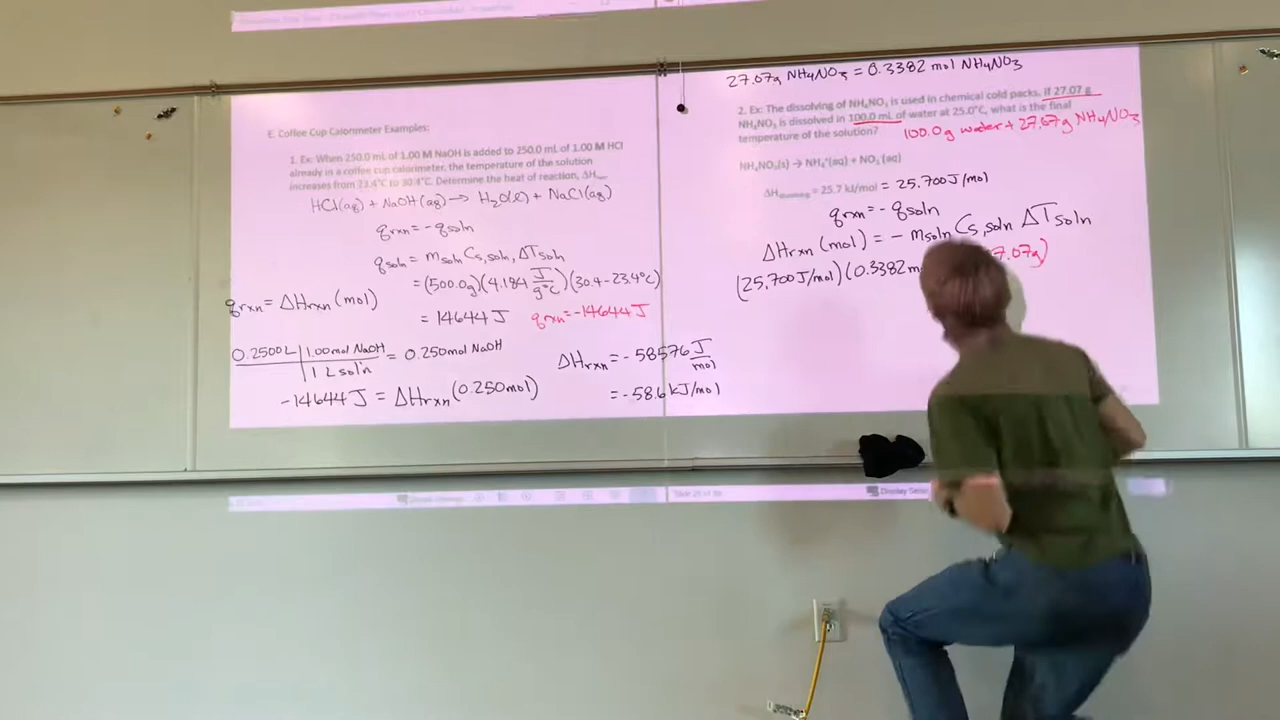 E. Coffee Cup Calorimeter Examples:
1. Ex: When 250.0 mL of 1.00 M NaOH is added to 250.0 mL of 1.00 M HCl
already in a coffee cup calorimeter, the temperature of the solution
increases from 23.4°C to 30.4°C. Determine the heat of reaction, ΔHrxn.
HCl(aq) + NaOH(aq) → H₂O(ℓ) + NaCl(aq)
qrxn = - qsoln
qsoln = msoln Cs,soln, ΔTsoln
= (500.0g)(4.184 J/g°C)(30.4-23.4°C)
qrxn = ΔHrxn(mol)
= 14644 J
qrxn = -14644 J
0.2500L | 1.00 mol NaOH = 0.250 mol NaOH
| 1 L sol'n
-14644 J = ΔHrxn(0.250 mol)
ΔHrxn = -58576 J/mol
= -58.6 kJ/mol
27.07g NH₄NO₃ = 0.3382 mol NH₄NO₃
2. Ex: The dissolving of NH₄NO₃ is used in chemical cold packs. If 27.07 g
NH₄NO₃ is dissolved in 100.0 mL of water at 25.0°C, what is the final
temperature of the solution?
100.0g water + 27.07g NH₄NO₃
NH₄NO₃(s) → NH₄⁺(aq) + NO₃⁻(aq)
= 25.7 kJ/mol = 25,700 J/mol
qrxn = - qsoln
ΔHrxn (mol) = - msoln Cs,soln ΔTsoln
(25,700 J/mol)(0.3382 m
7.07g)
Display